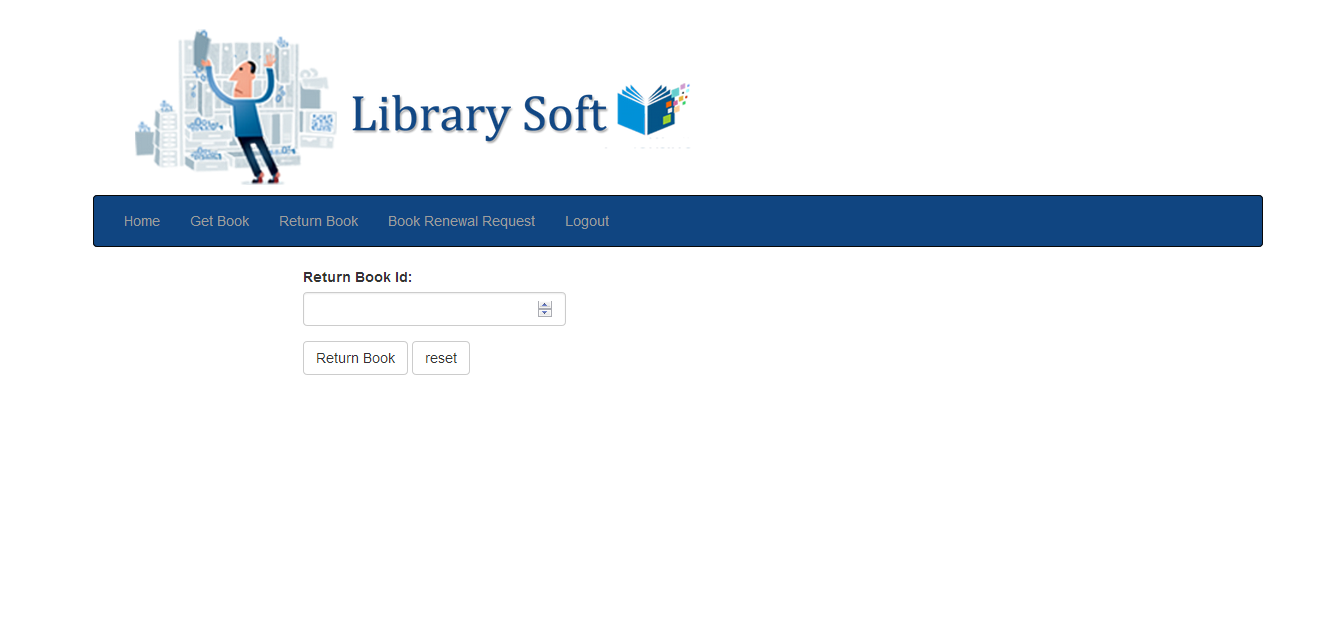 Library Soft
Home Get Book Return Book Book Renewal Request Logout
Return Book Id:
Return Book reset